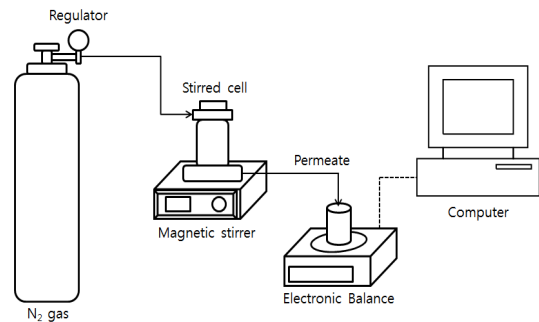 Regulator
Stirred cell
Permeate
Computer
Magnetic stirrer
Electronic Balance
N₂ gas